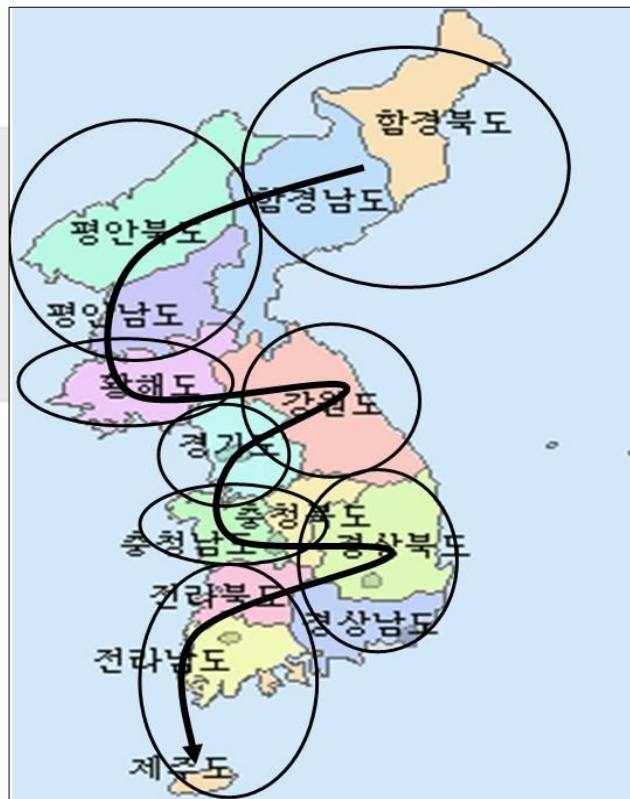 함경북도
함경남도
평안북도
평안남도
황해도
강원도
경기도
충청북도
충청남도
경상북도
전라북도
경상남도
전라남도
제주도